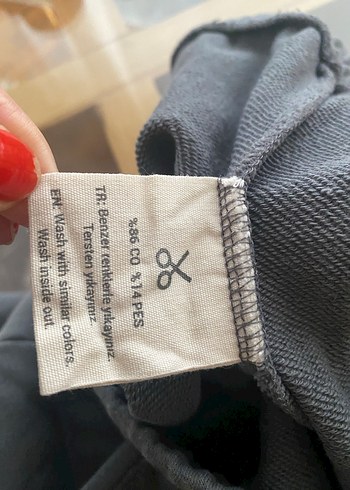 %86 CO %14 PES
TR: Benzer renklerle yıkayınız.
Tersten yıkayınız.
EN: Wash with similar colors.
Wash inside out.